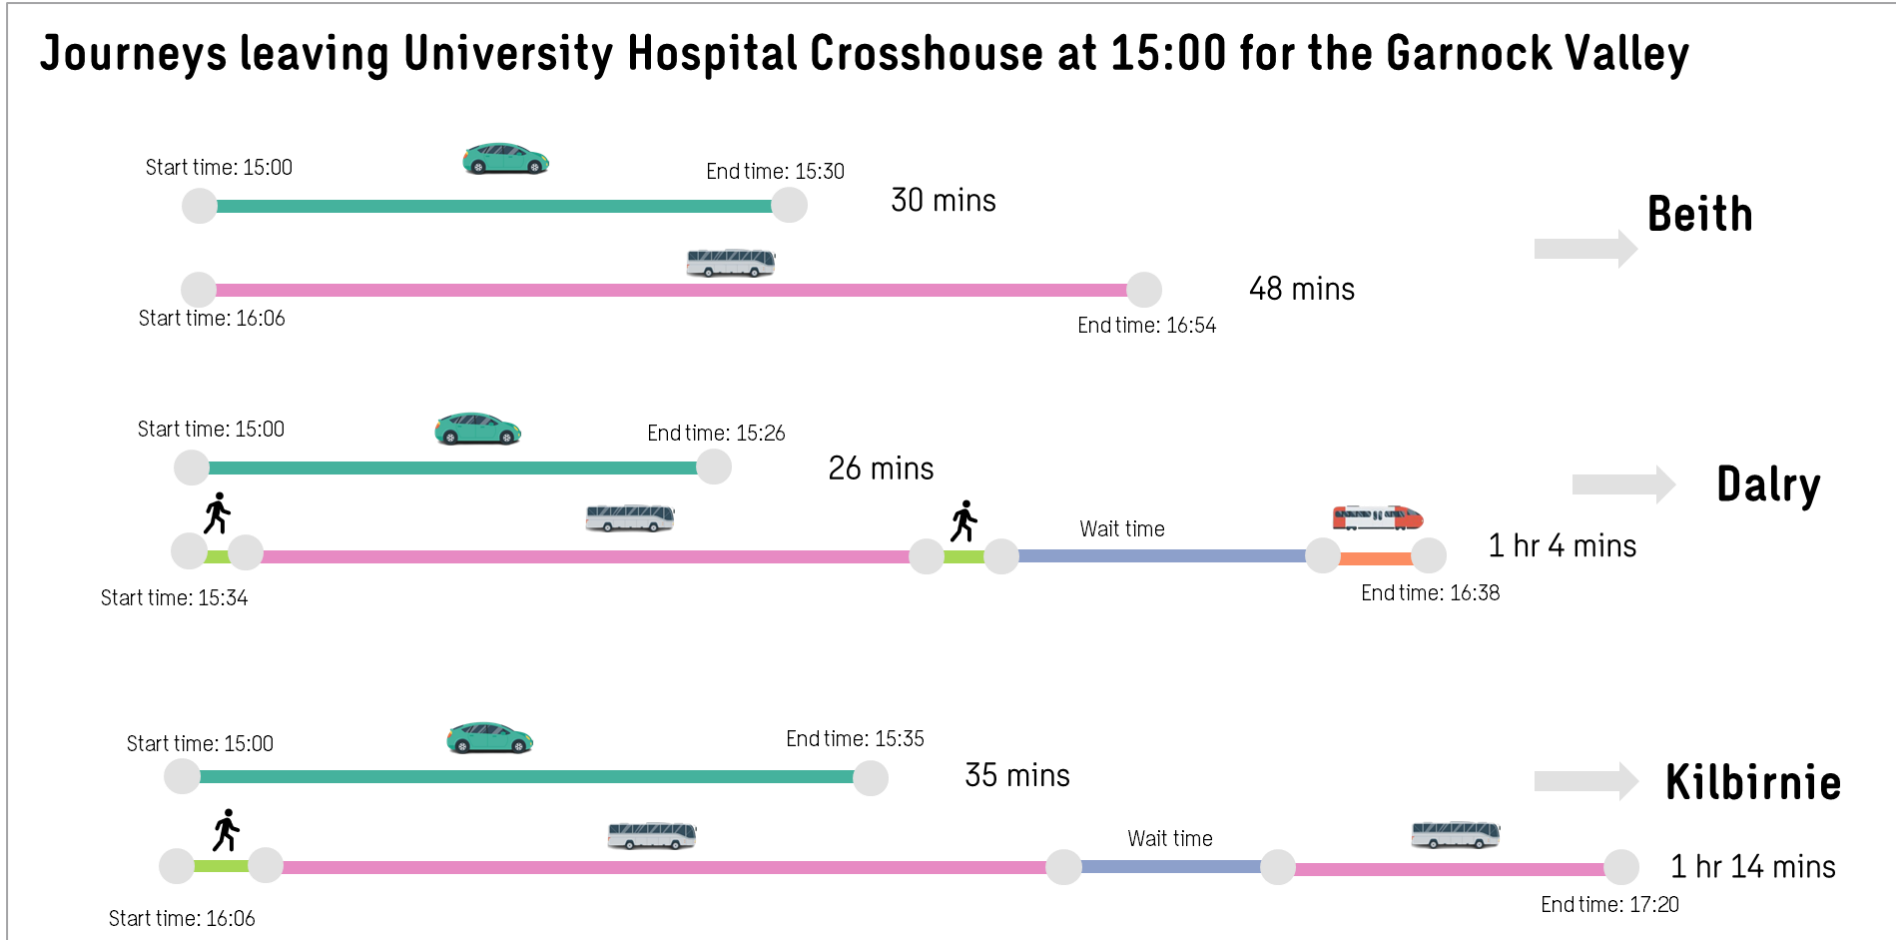 Journeys leaving University Hospital Crosshouse at 15:00 for the Garnock Valley
Start time: 15:00
End time: 15:30
30 mins
Beith
Start time: 16:06
End time: 16:54
48 mins
Start time: 15:00
End time: 15:26
26 mins
Dalry
Start time: 15:34
Wait time
End time: 16:38
1 hr 4 mins
Start time: 15:00
End time: 15:35
35 mins
Kilbirnie
Start time: 16:06
Wait time
End time: 17:20
1 hr 14 mins